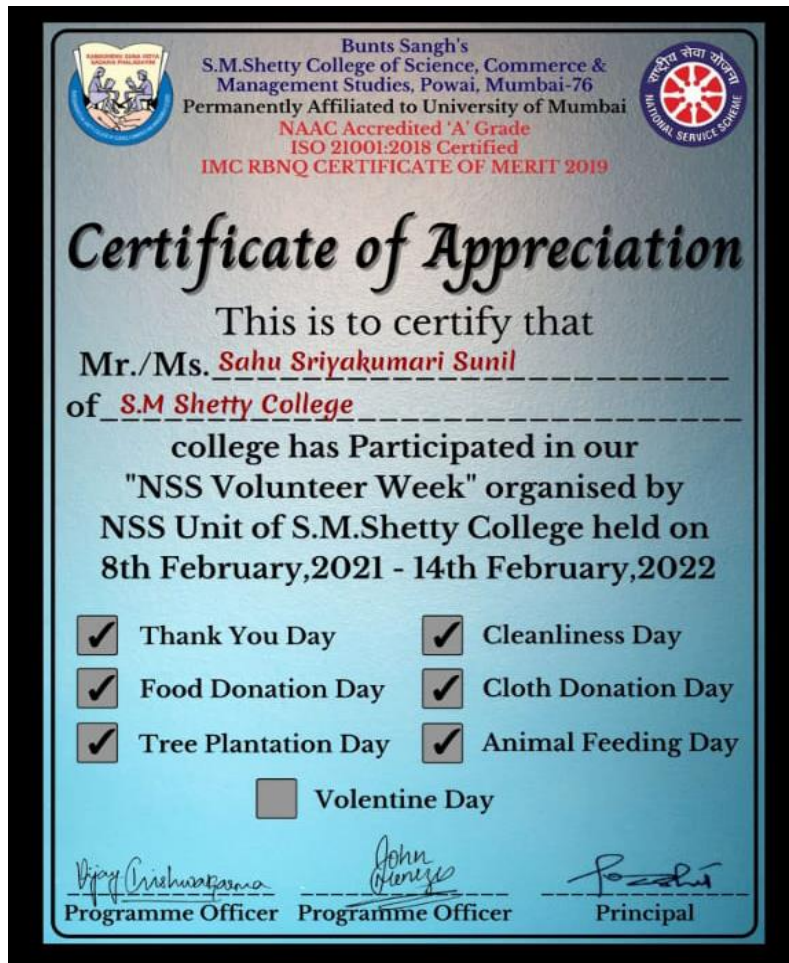 Bunts Sangh's
S.M.Shetty College of Science, Commerce &
Management Studies, Powai, Mumbai-76
Permanently Affiliated to University of Mumbai
NAAC Accredited 'A' Grade
ISO 21001:2018 Certified
IMC RBNQ CERTIFICATE OF MERIT 2019
राष्ट्रीय सेवा योजना
NATIONAL SERVICE SCHEME
Certificate of Appreciation
This is to certify that
Mr./Ms. Sahu Sriyakumari Sunil
of S.M Shetty College
college has Participated in our
"NSS Volunteer Week" organised by
NSS Unit of S.M.Shetty College held on
8th February,2021 - 14th February,2022
✓ Thank You Day ✓ Cleanliness Day
✓ Food Donation Day ✓ Cloth Donation Day
✓ Tree Plantation Day ✓ Animal Feeding Day
Volentine Day
Vijay John
Programme Officer Programme Officer Principal